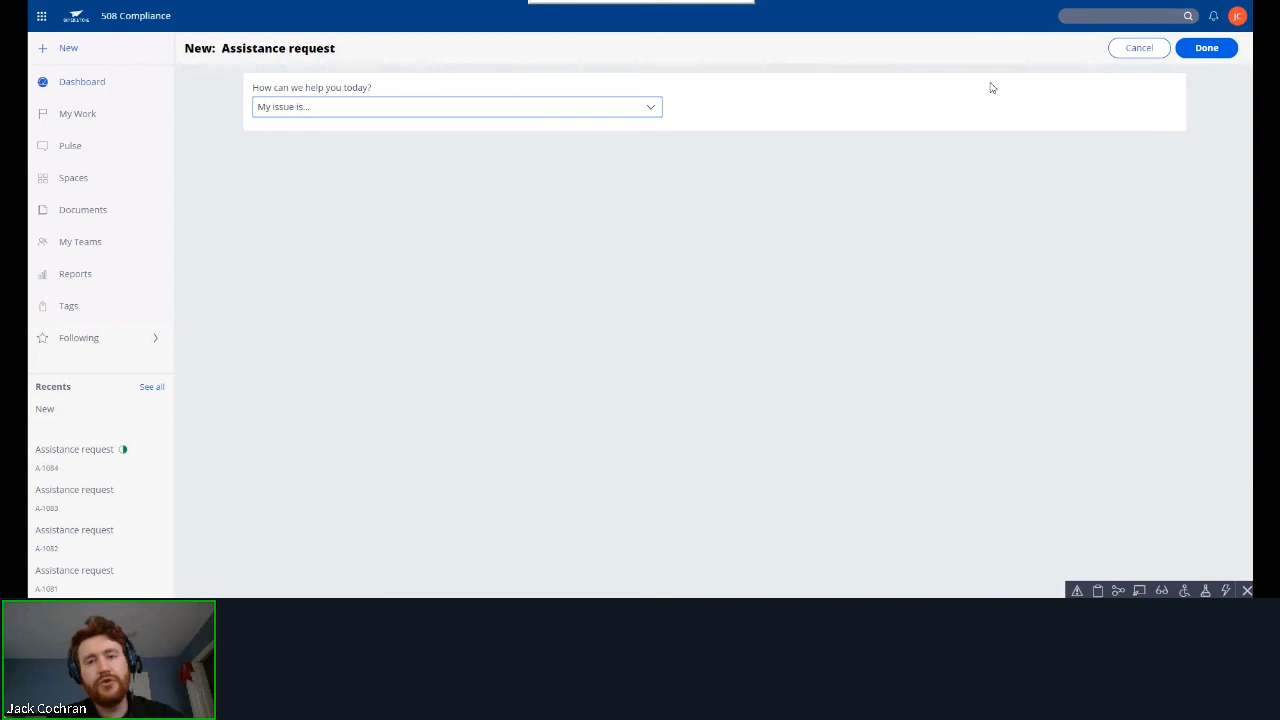 508 Compliance
JC
New
New: Assistance request
Cancel
Done
Dashboard
My Work
Pulse
Spaces
Documents
My Teams
Reports
Tags
Following
How can we help you today?
My issue is...
Recents
See all
New
Assistance request
A-1084
Assistance request
A-1083
Assistance request
A-1082
Assistance request
A-1081
Jack Cochran